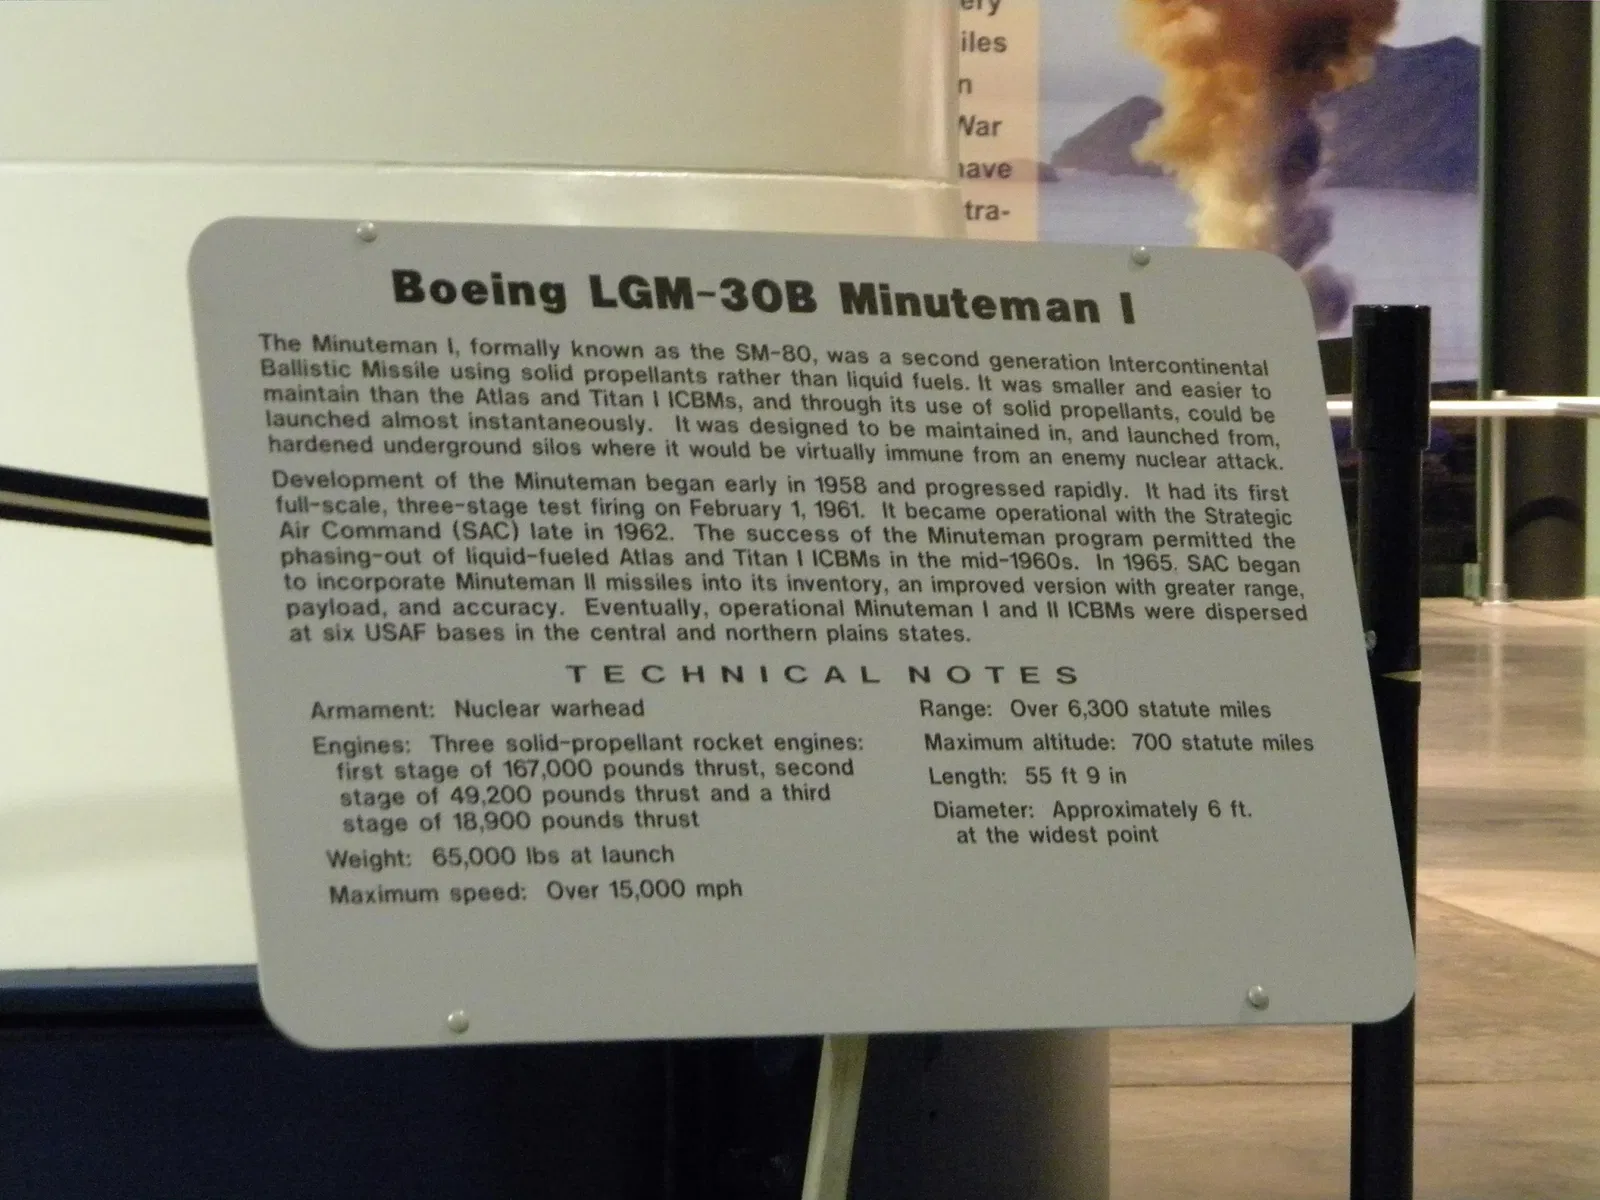 ery
iles
n
War
have
tra-
Boeing LGM-30B Minuteman I
The Minuteman I, formally known as the SM-80, was a second generation Intercontinental
Ballistic Missile using solid propellants rather than liquid fuels. It was smaller and easier to
maintain than the Atlas and Titan I ICBMs, and through its use of solid propellants, could be
launched almost instantaneously. It was designed to be maintained in, and launched from,
hardened underground silos where it would be virtually immune from an enemy nuclear attack.
Development of the Minuteman began early in 1958 and progressed rapidly. It had its first
full-scale, three-stage test firing on February 1, 1961. It became operational with the Strategic
Air Command (SAC) late in 1962. The success of the Minuteman program permitted the
phasing-out of liquid-fueled Atlas and Titan I ICBMs in the mid-1960s. In 1965, SAC began
to incorporate Minuteman II missiles into its inventory, an improved version with greater range,
payload, and accuracy. Eventually, operational Minuteman I and II ICBMs were dispersed
at six USAF bases in the central and northern plains states.
TECHNICAL NOTES
Armament: Nuclear warhead
Engines: Three solid-propellant rocket engines:
first stage of 167,000 pounds thrust, second
stage of 49,200 pounds thrust and a third
stage of 18,900 pounds thrust
Weight: 65,000 lbs at launch
Maximum speed: Over 15,000 mph
Range: Over 6,300 statute miles
Maximum altitude: 700 statute miles
Length: 55 ft 9 in
Diameter: Approximately 6 ft.
at the widest point